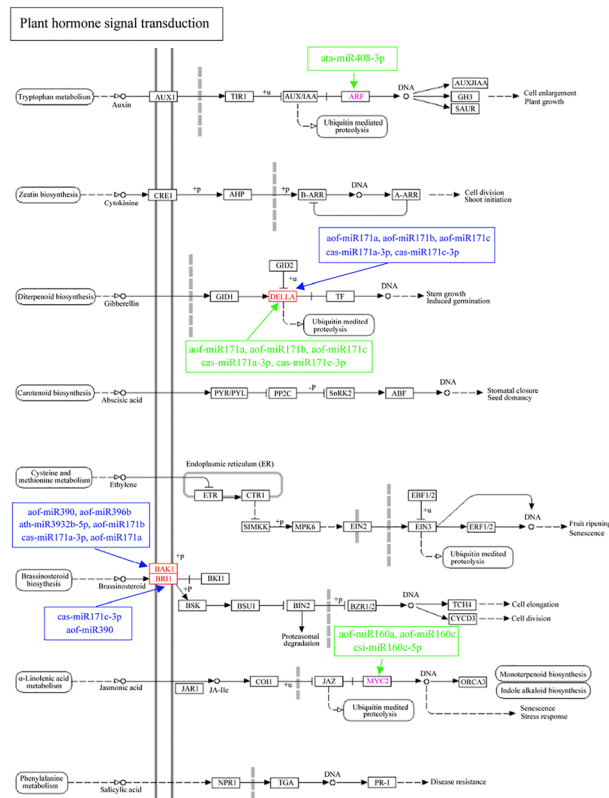 Plant hormone signal transduction
ata-miR408-3p
Tryptophan metabolism
Auxin
AUX1
TIR1
+u
AUX/IAA
ARF
DNA
AUXJIAA
GH3
SAUR
Cell enlargement
Plant growth
Ubiquitin mediated
proteolysis
Zeatin biosynthesis
Cytokinine
CRE1
+p
AHP
+p
B-ARR
DNA
A-ARR
Cell division
Shoot initiation
aof-miR171a, aof-miR171b, aof-miR171c
cas-miR171a-3p, cas-miR171c-3p
GID2
+u
Diterpenoid biosynthesis
Gibberellin
GID1
DELLA
TF
DNA
Stem growth
Induced germination
Ubiquitin medited
proteolysis
aof-miR171a, aof-miR171b, aof-miR171c
cas-miR171a-3p, cas-miR171c-3p
Carotenoid biosynthesis
Abscisic acid
PYR/PYL
PP2C
-P
SnRK2
ABF
DNA
Stomatal closure
Seed domancy
Cysteine and
methionine metabolism
Ethylene
Endoplasmic reticulum (ER)
ETR
CTR1
SIMKK
+p
MPK6
EIN2
EBF1/2
+u
EIN3
ERF1/2
DNA
Fruit ripening
Senescence
Ubiquitin medited
proteolysis
aof-miR390, aof-miR396b
ath-miR3932b-5p, aof-miR171b
cas-miR171a-3p, aof-miR171a
+p
BAK1
BRI1
BKI1
Brassinosteroid
biosythesis
Brassinosteroid
+P
BSK
BSU1
BIN2
+p
BZR1/2
DNA
TCH4
CYCD3
Cell elongation
Cell division
Proteasomal
degradation
cas-miR171c-3p
aof-miR390
aof-miR160a, aof-miR160c
csi-miR160c-5p
α-Linolenic acid
metabolism
Jasmonic acid
JAR1
JA-Ile
COI1
+u
JAZ
MYC2
DNA
ORCA3
Monoterpenoid biosynthesis
Indole alkaloid biosynthesis
Ubiquitin medited
proteolysis
Senescence
Stress response
Phenylalanine
metabolism
Salicylic acid
NPR1
TGA
DNA
PR-1
Disease resistance